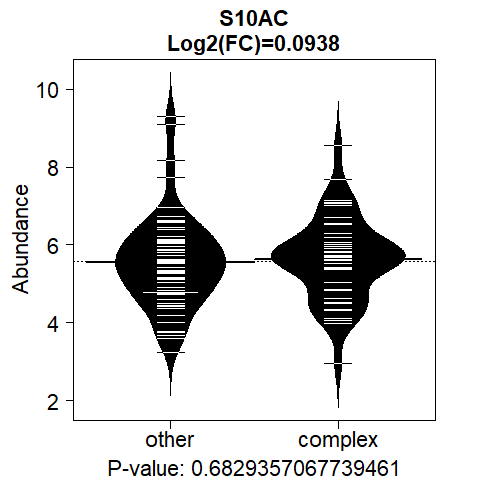 S10AC
Log2(FC)=0.0938
Abundance
10
8
6
4
2
other complex
P-value: 0.6829357067739461